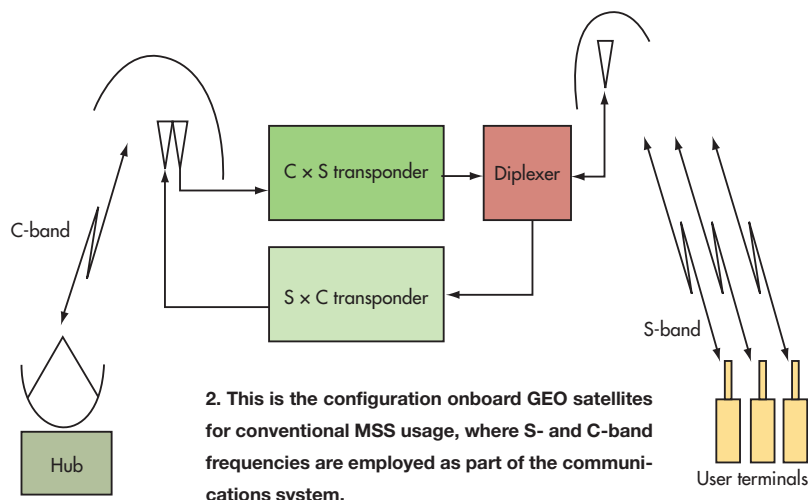 C × S transponder
Diplexer
C-band
S × C transponder
S-band
2. This is the configuration onboard GEO satellites
for conventional MSS usage, where S- and C-band
frequencies are employed as part of the communi-
cations system.
Hub
User terminals